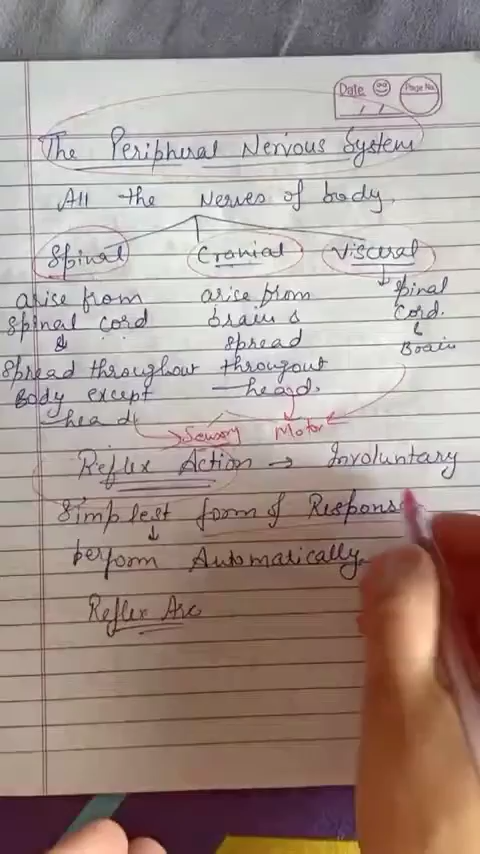 Date
Page No.
The Peripheral Nervous System
All the Nerves of body.
Spinal Cranial Visceral
arise from arise from Spinal
Spinal cord brain & Cord.
& spread & Brain
Spread throughout througout
Body except head.
head
Sensory Motor
Reflex Action → Involuntary
Simplest form of Respons
perform Automatically
Reflex Arc